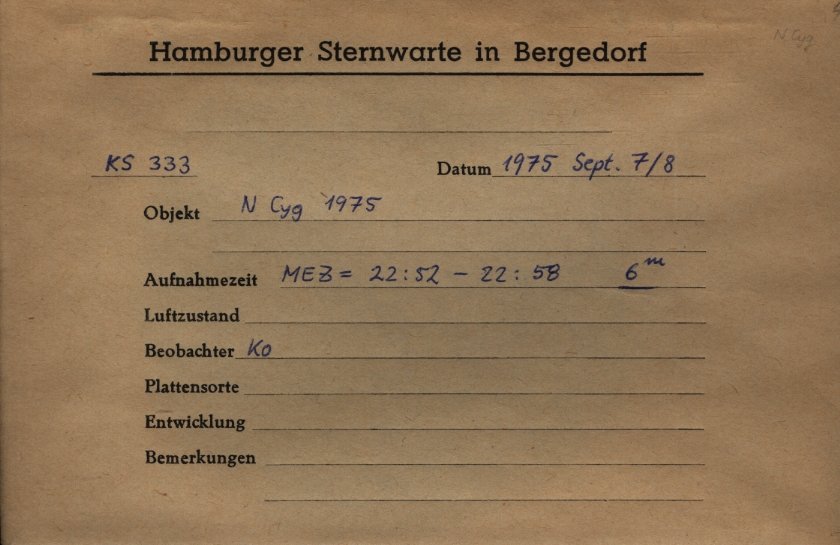 N Cyg
Hamburger Sternwarte in Bergedorf
KS 333 Datum 1975 Sept. 7/8
Objekt N Cyg 1975
Aufnahmezeit MEZ = 22:52 - 22:58 6ᵐ
Luftzustand
Beobachter Ko
Plattensorte
Entwicklung
Bemerkungen